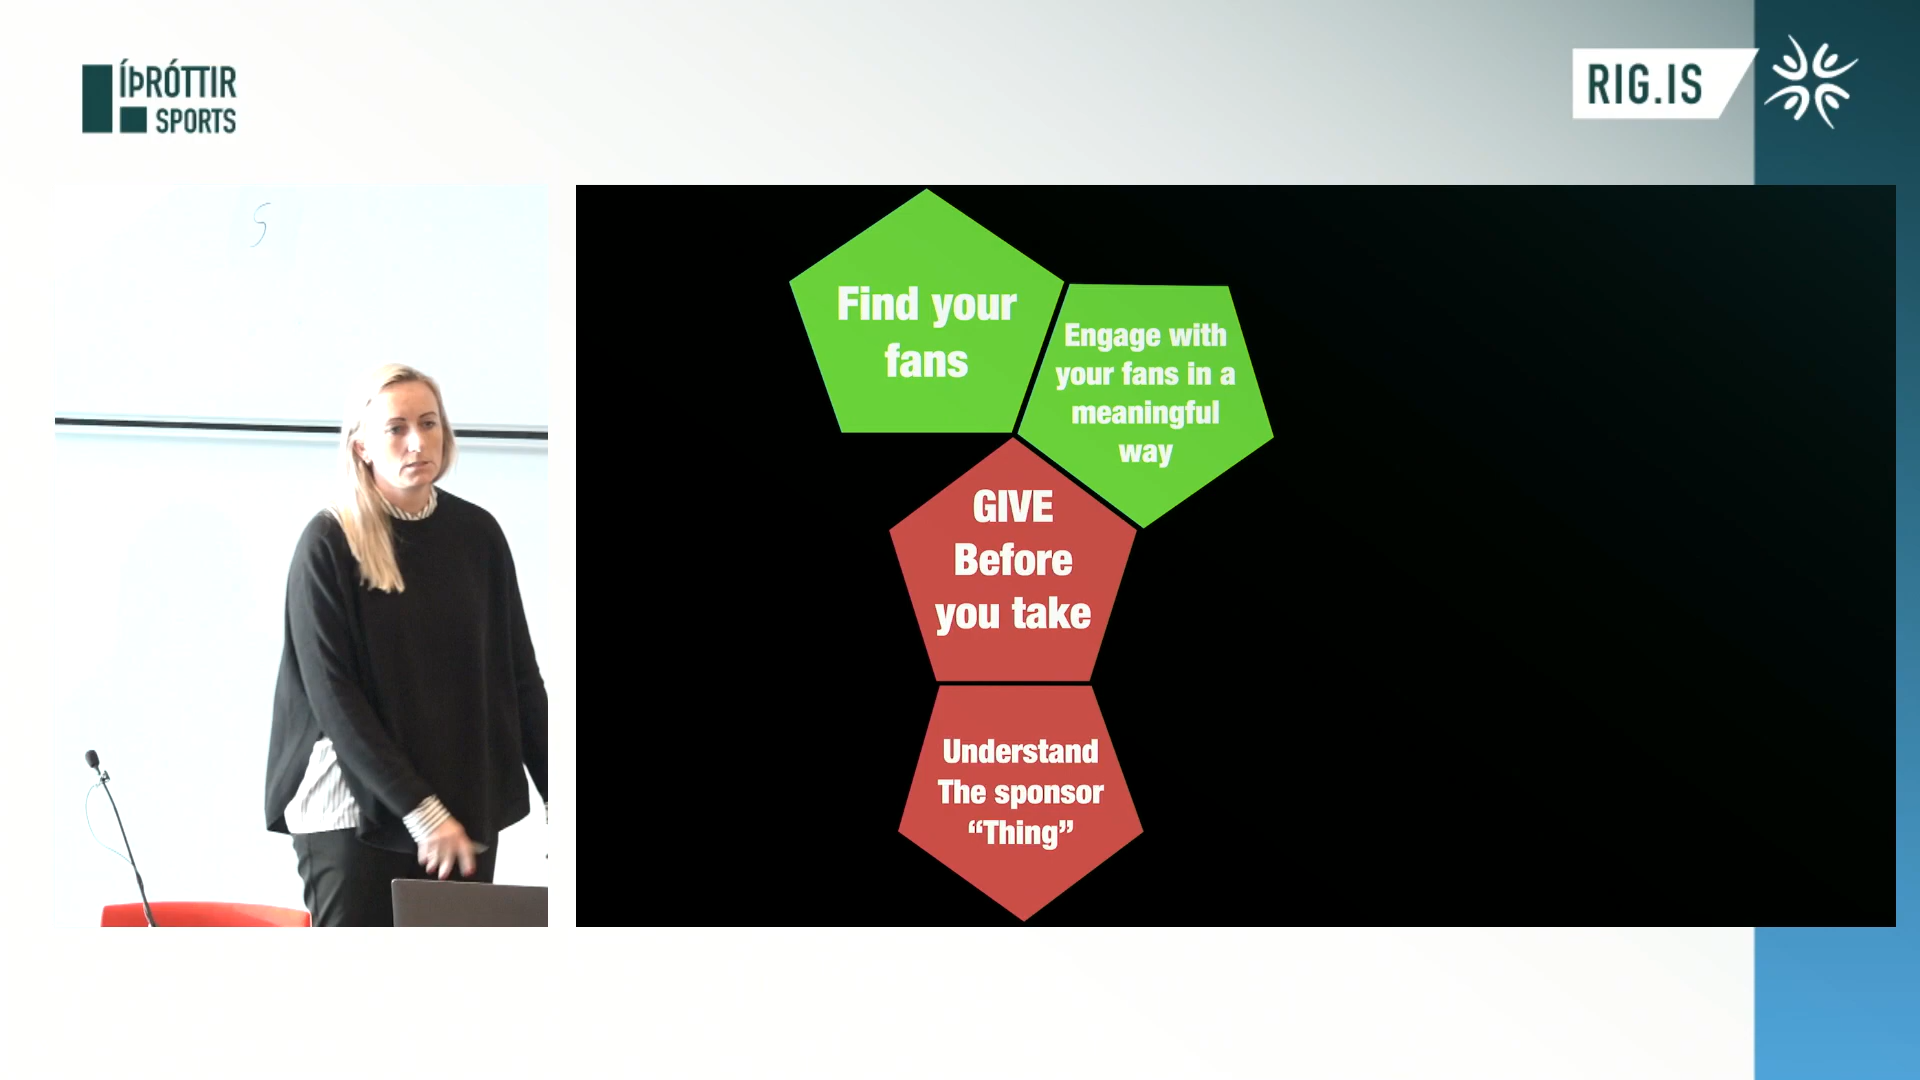 ÍÞRÓTTIR
SPORTS
RIG.IS
Find your
fans
Engage with
your fans in a
meaningful
way
GIVE
Before
you take
Understand
The sponsor
“Thing”